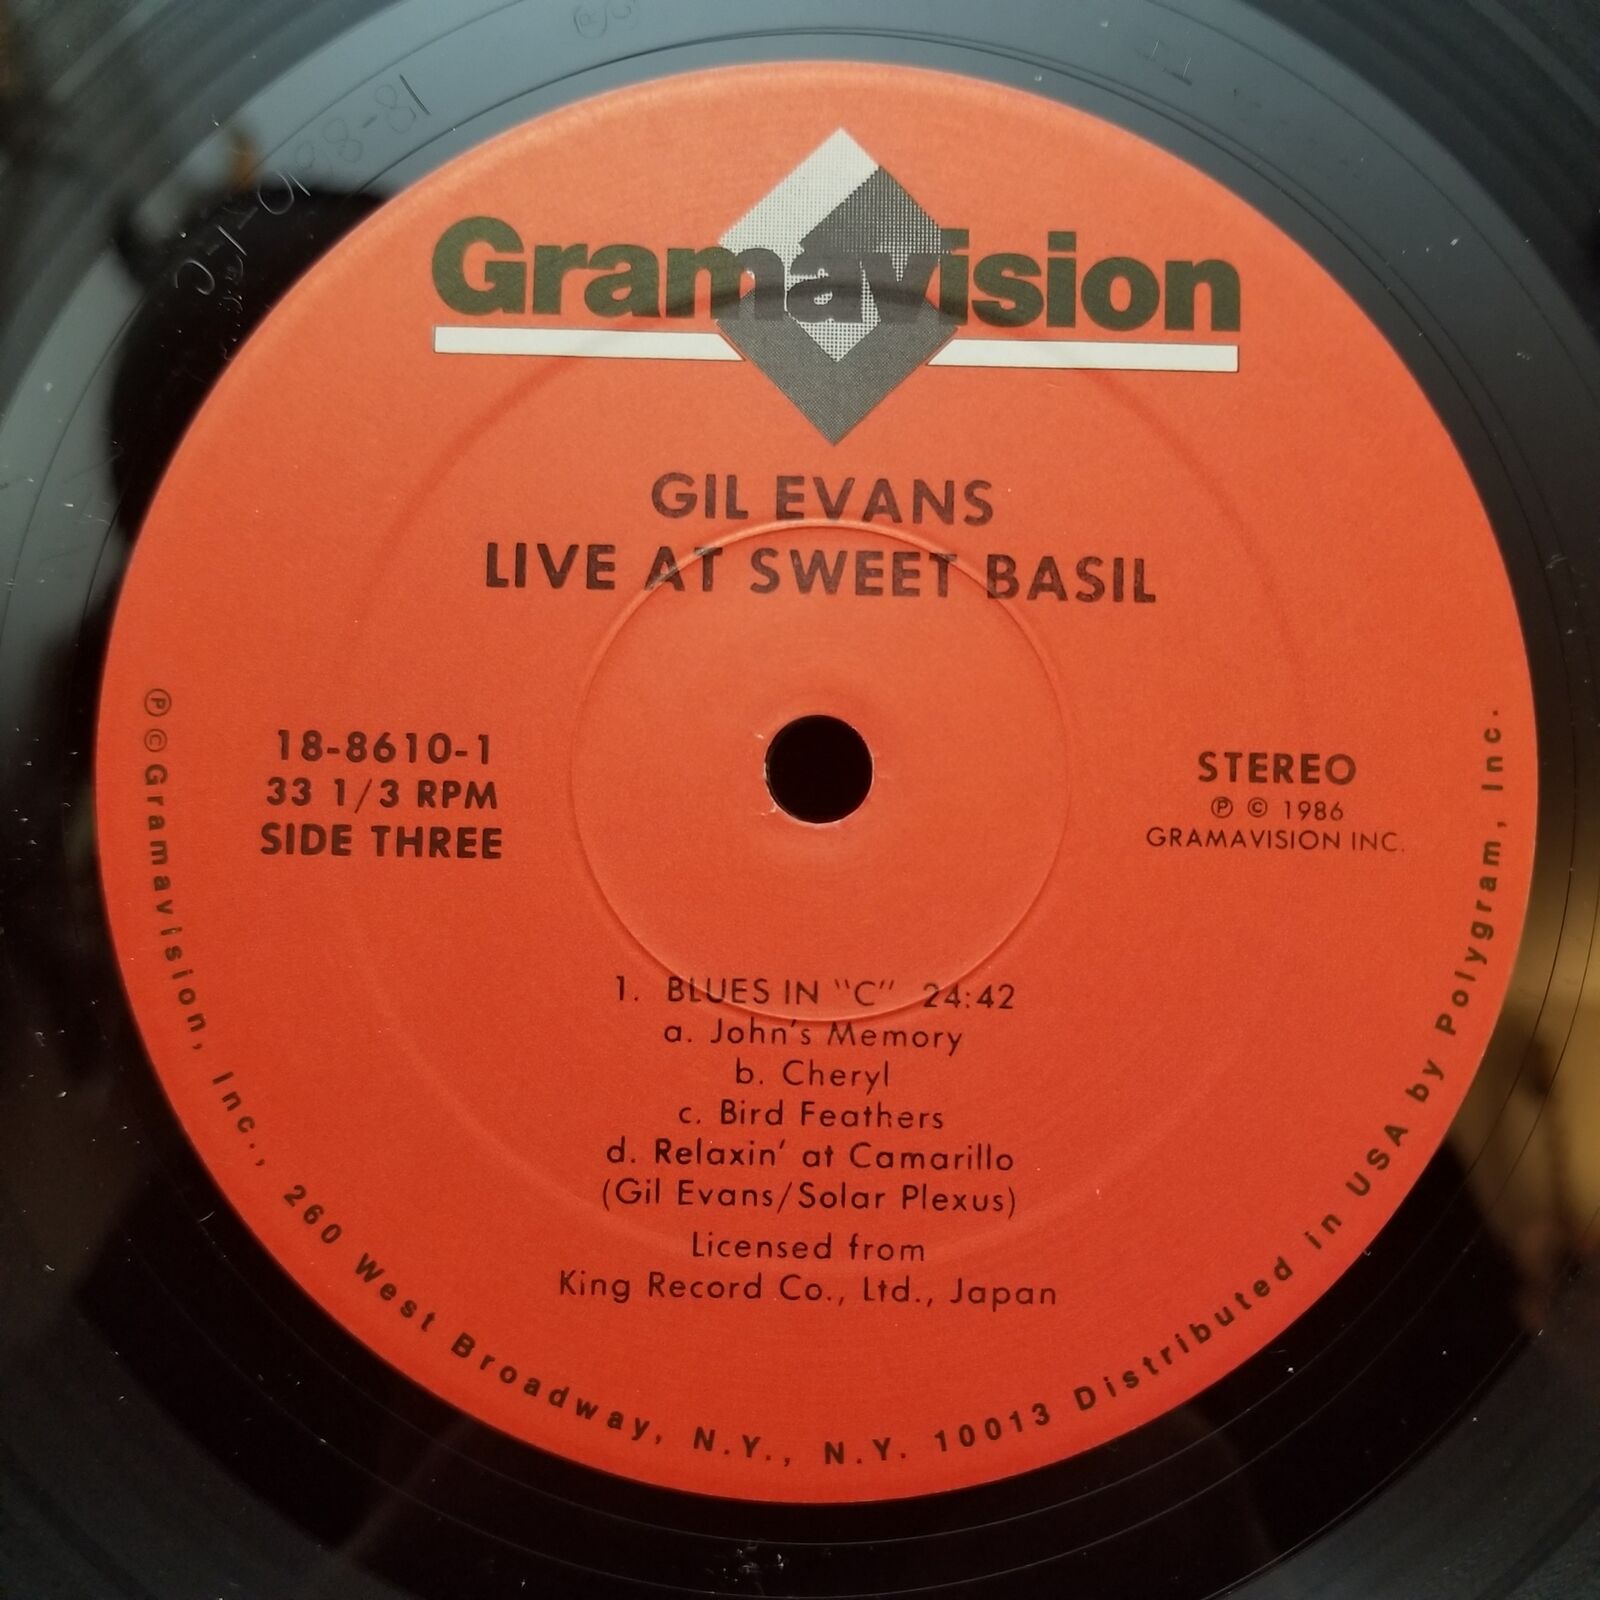 Gramavision
GIL EVANS
LIVE AT SWEET BASIL
18-8610-1
33 1/3 RPM
SIDE THREE
STEREO
℗ © 1986
GRAMAVISION INC.
1. BLUES IN "C" 24:42
a. John's Memory
b. Cheryl
c. Bird Feathers
d. Relaxin' at Camarillo
(Gil Evans/Solar Plexus)
Licensed from
King Record Co., Ltd., Japan
℗ © Gramavision, Inc., 260 West Broadway, N.Y., N.Y. 10013 Distributed in USA by Polygram, Inc.